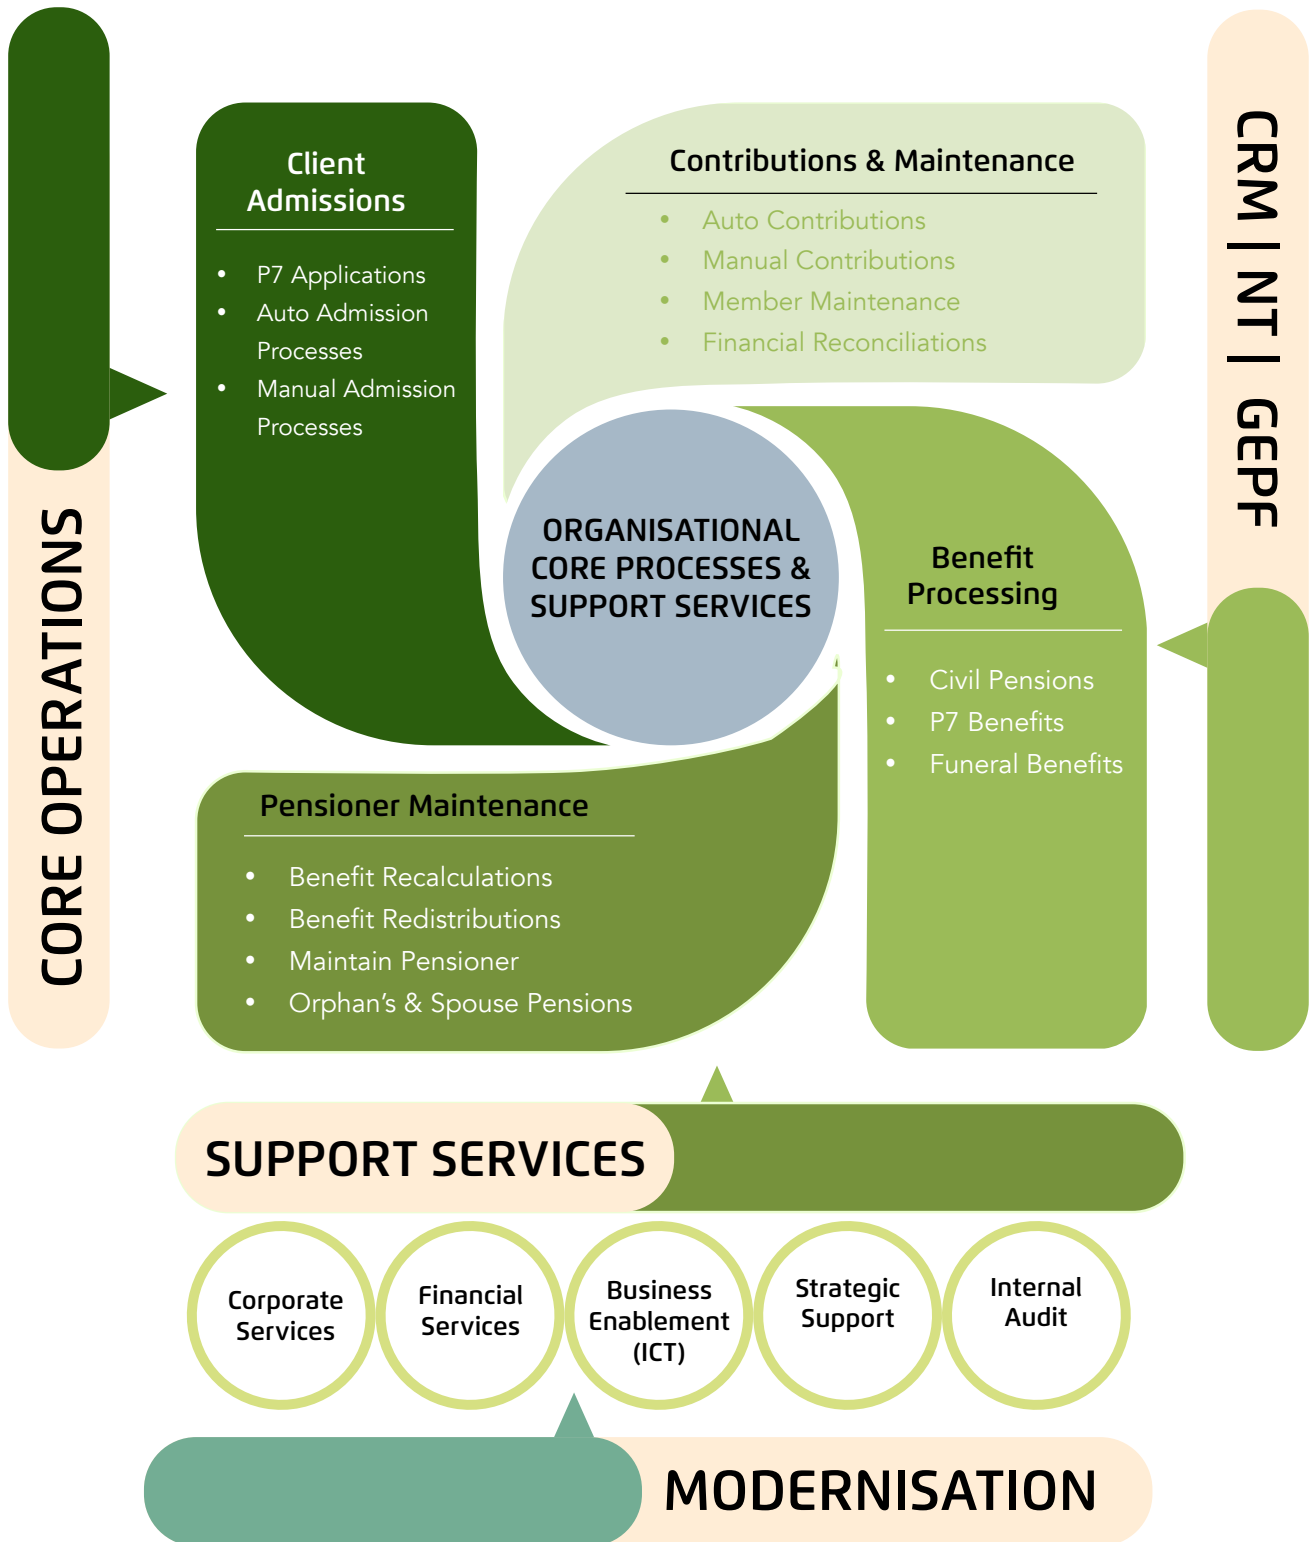 CORE OPERATIONS
Client
Admissions
• P7 Applications
• Auto Admission
Processes
• Manual Admission
Processes
Contributions & Maintenance
• Auto Contributions
• Manual Contributions
• Member Maintenance
• Financial Reconciliations
CRM | NT | GEPF
ORGANISATIONAL
CORE PROCESSES &
SUPPORT SERVICES
Benefit
Processing
• Civil Pensions
• P7 Benefits
• Funeral Benefits
Pensioner Maintenance
• Benefit Recalculations
• Benefit Redistributions
• Maintain Pensioner
• Orphan’s & Spouse Pensions
SUPPORT SERVICES
Corporate
Services
Financial
Services
Business
Enablement
(ICT)
Strategic
Support
Internal
Audit
MODERNISATION